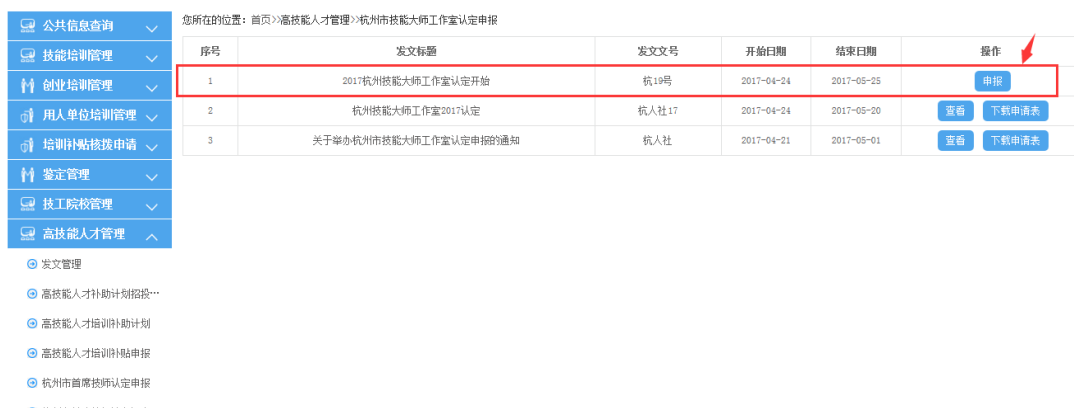 您所在的位置：首页>>高技能人才管理>>杭州市技能大师工作室认定申报
公共信息查询
技能培训管理
创业培训管理
用人单位培训管理
培训补贴核拨申请
鉴定管理
技工院校管理
高技能人才管理
发文管理
高技能人才补助计划招投…
高技能人才培训补助计划
高技能人才培训补贴申报
杭州市首席技师认定申报
序号 发文标题 发文文号 开始日期 结束日期 操作
1 2017杭州技能大师工作室认定开始 杭19号 2017-04-24 2017-05-25 申报
2 杭州技能大师工作室2017认定 杭人社17 2017-04-24 2017-05-20 查看 下载申请表
3 关于举办杭州市技能大师工作室认定申报的通知 杭人社 2017-04-21 2017-05-01 查看 下载申请表